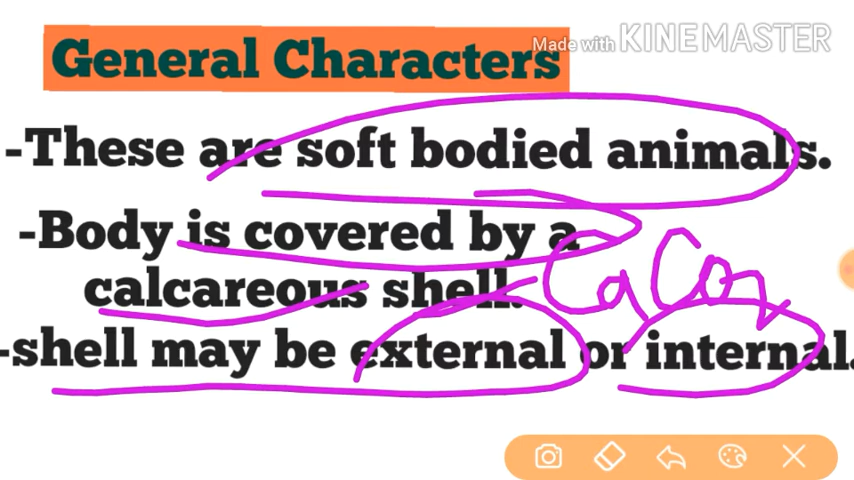 Made with KINEMASTER
General Characters
-These are soft bodied animals.
-Body is covered by a
calcareous shell.
CaCO3
-shell may be external or internal.